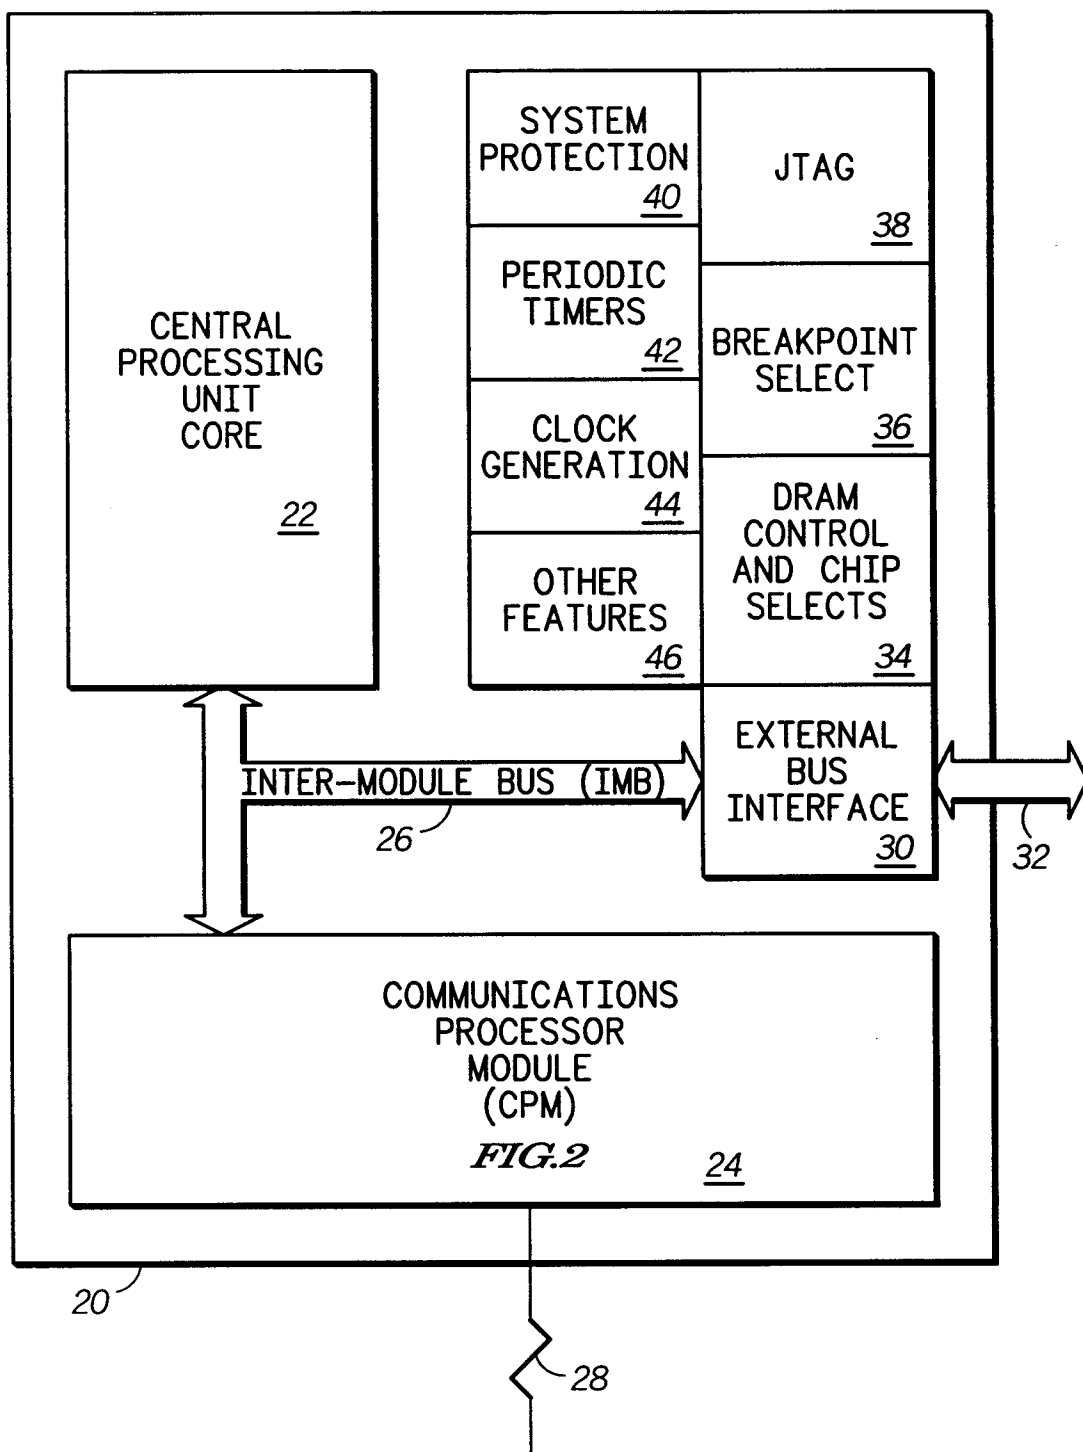 CENTRAL
PROCESSING
UNIT
CORE
22
SYSTEM
PROTECTION
40
PERIODIC
TIMERS
42
CLOCK
GENERATION
44
OTHER
FEATURES
46
JTAG
38
BREAKPOINT
SELECT
36
DRAM
CONTROL
AND CHIP
SELECTS
34
EXTERNAL
BUS
INTERFACE
30
INTER-MODULE BUS (IMB)
26
32
COMMUNICATIONS
PROCESSOR
MODULE
(CPM)
FIG.2
24
20
28